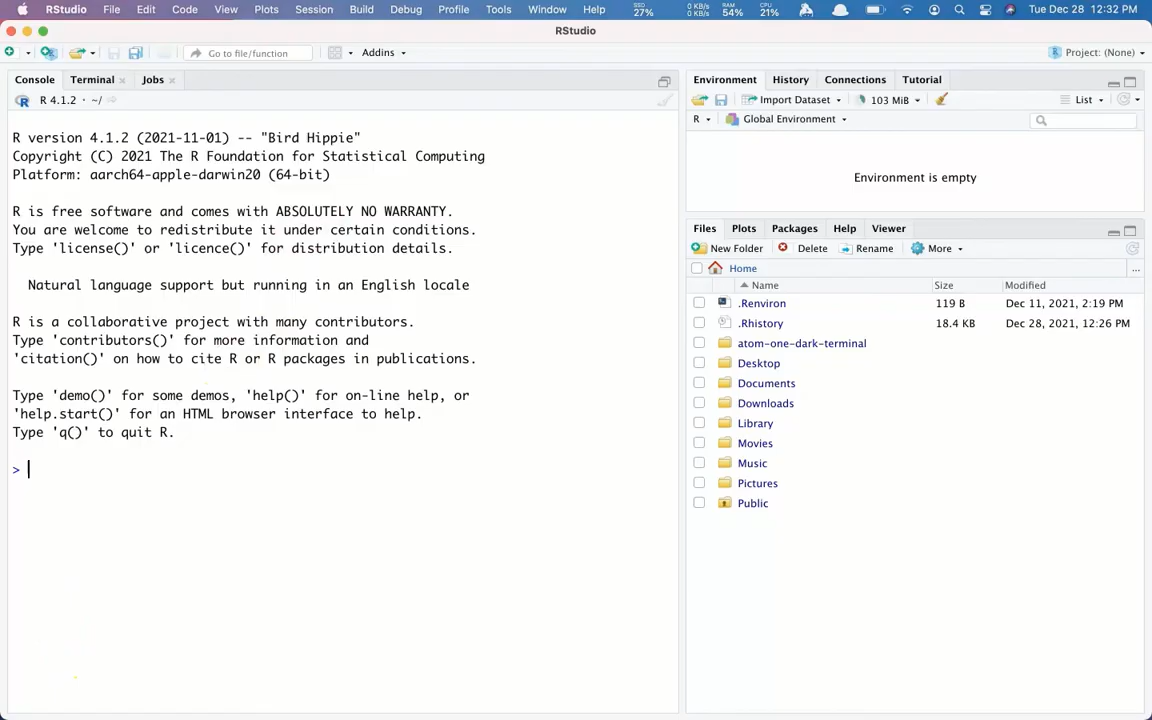 RStudio File Edit Code View Plots Session Build Debug Profile Tools Window Help SSD 27% 0 KB/s 0 KB/s RAM 54% CPU 21% Tue Dec 28 12:32 PM
RStudio
Go to file/function Addins Project: (None)
Console Terminal Jobs
R 4.1.2 · ~/
R version 4.1.2 (2021-11-01) -- "Bird Hippie"
Copyright (C) 2021 The R Foundation for Statistical Computing
Platform: aarch64-apple-darwin20 (64-bit)
R is free software and comes with ABSOLUTELY NO WARRANTY.
You are welcome to redistribute it under certain conditions.
Type 'license()' or 'licence()' for distribution details.
Natural language support but running in an English locale
R is a collaborative project with many contributors.
Type 'contributors()' for more information and
'citation()' on how to cite R or R packages in publications.
Type 'demo()' for some demos, 'help()' for on-line help, or
'help.start()' for an HTML browser interface to help.
Type 'q()' to quit R.
>
Environment History Connections Tutorial
Import Dataset 103 MiB List
R Global Environment
Environment is empty
Files Plots Packages Help Viewer
New Folder Delete Rename More
Home ...
Name Size Modified
.Renviron 119 B Dec 11, 2021, 2:19 PM
.Rhistory 18.4 KB Dec 28, 2021, 12:26 PM
atom-one-dark-terminal
Desktop
Documents
Downloads
Library
Movies
Music
Pictures
Public